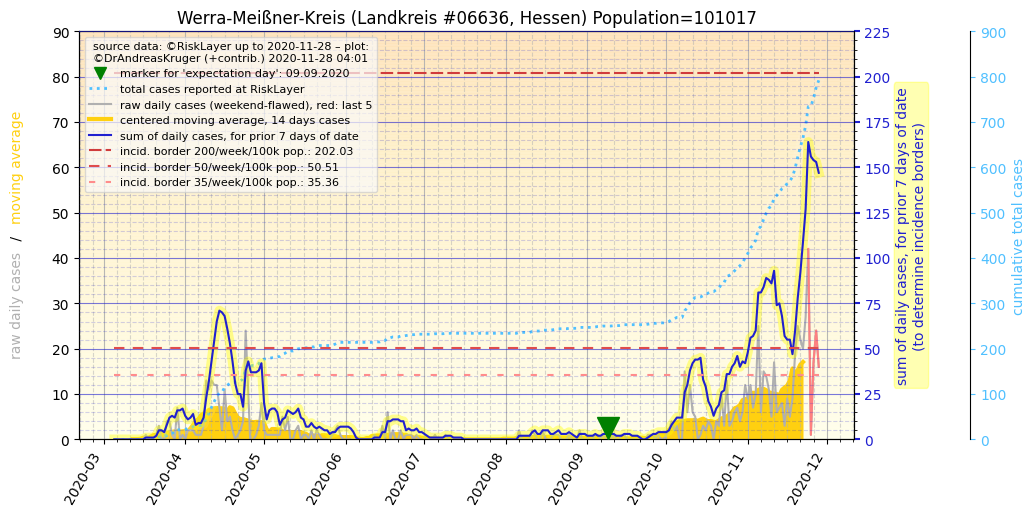 Werra-Meißner-Kreis (Landkreis #06636, Hessen) Population=101017
source data: ©RiskLayer up to 2020-11-28 – plot:
©DrAndreasKruger (+contrib.) 2020-11-28 04:01
marker for 'expectation day': 09.09.2020
total cases reported at RiskLayer
raw daily cases (weekend-flawed), red: last 5
centered moving average, 14 days cases
sum of daily cases, for prior 7 days of date
incid. border 200/week/100k pop.: 202.03
incid. border 50/week/100k pop.: 50.51
incid. border 35/week/100k pop.: 35.36
raw daily cases / moving average
90
80
70
60
50
40
30
20
10
0
225
200
175
150
125
100
75
50
25
0
sum of daily cases, for prior 7 days of date
(to determine incidence borders)
900
800
700
600
500
400
300
200
100
0
cumulative total cases
2020-03
2020-04
2020-05
2020-06
2020-07
2020-08
2020-09
2020-10
2020-11
2020-12